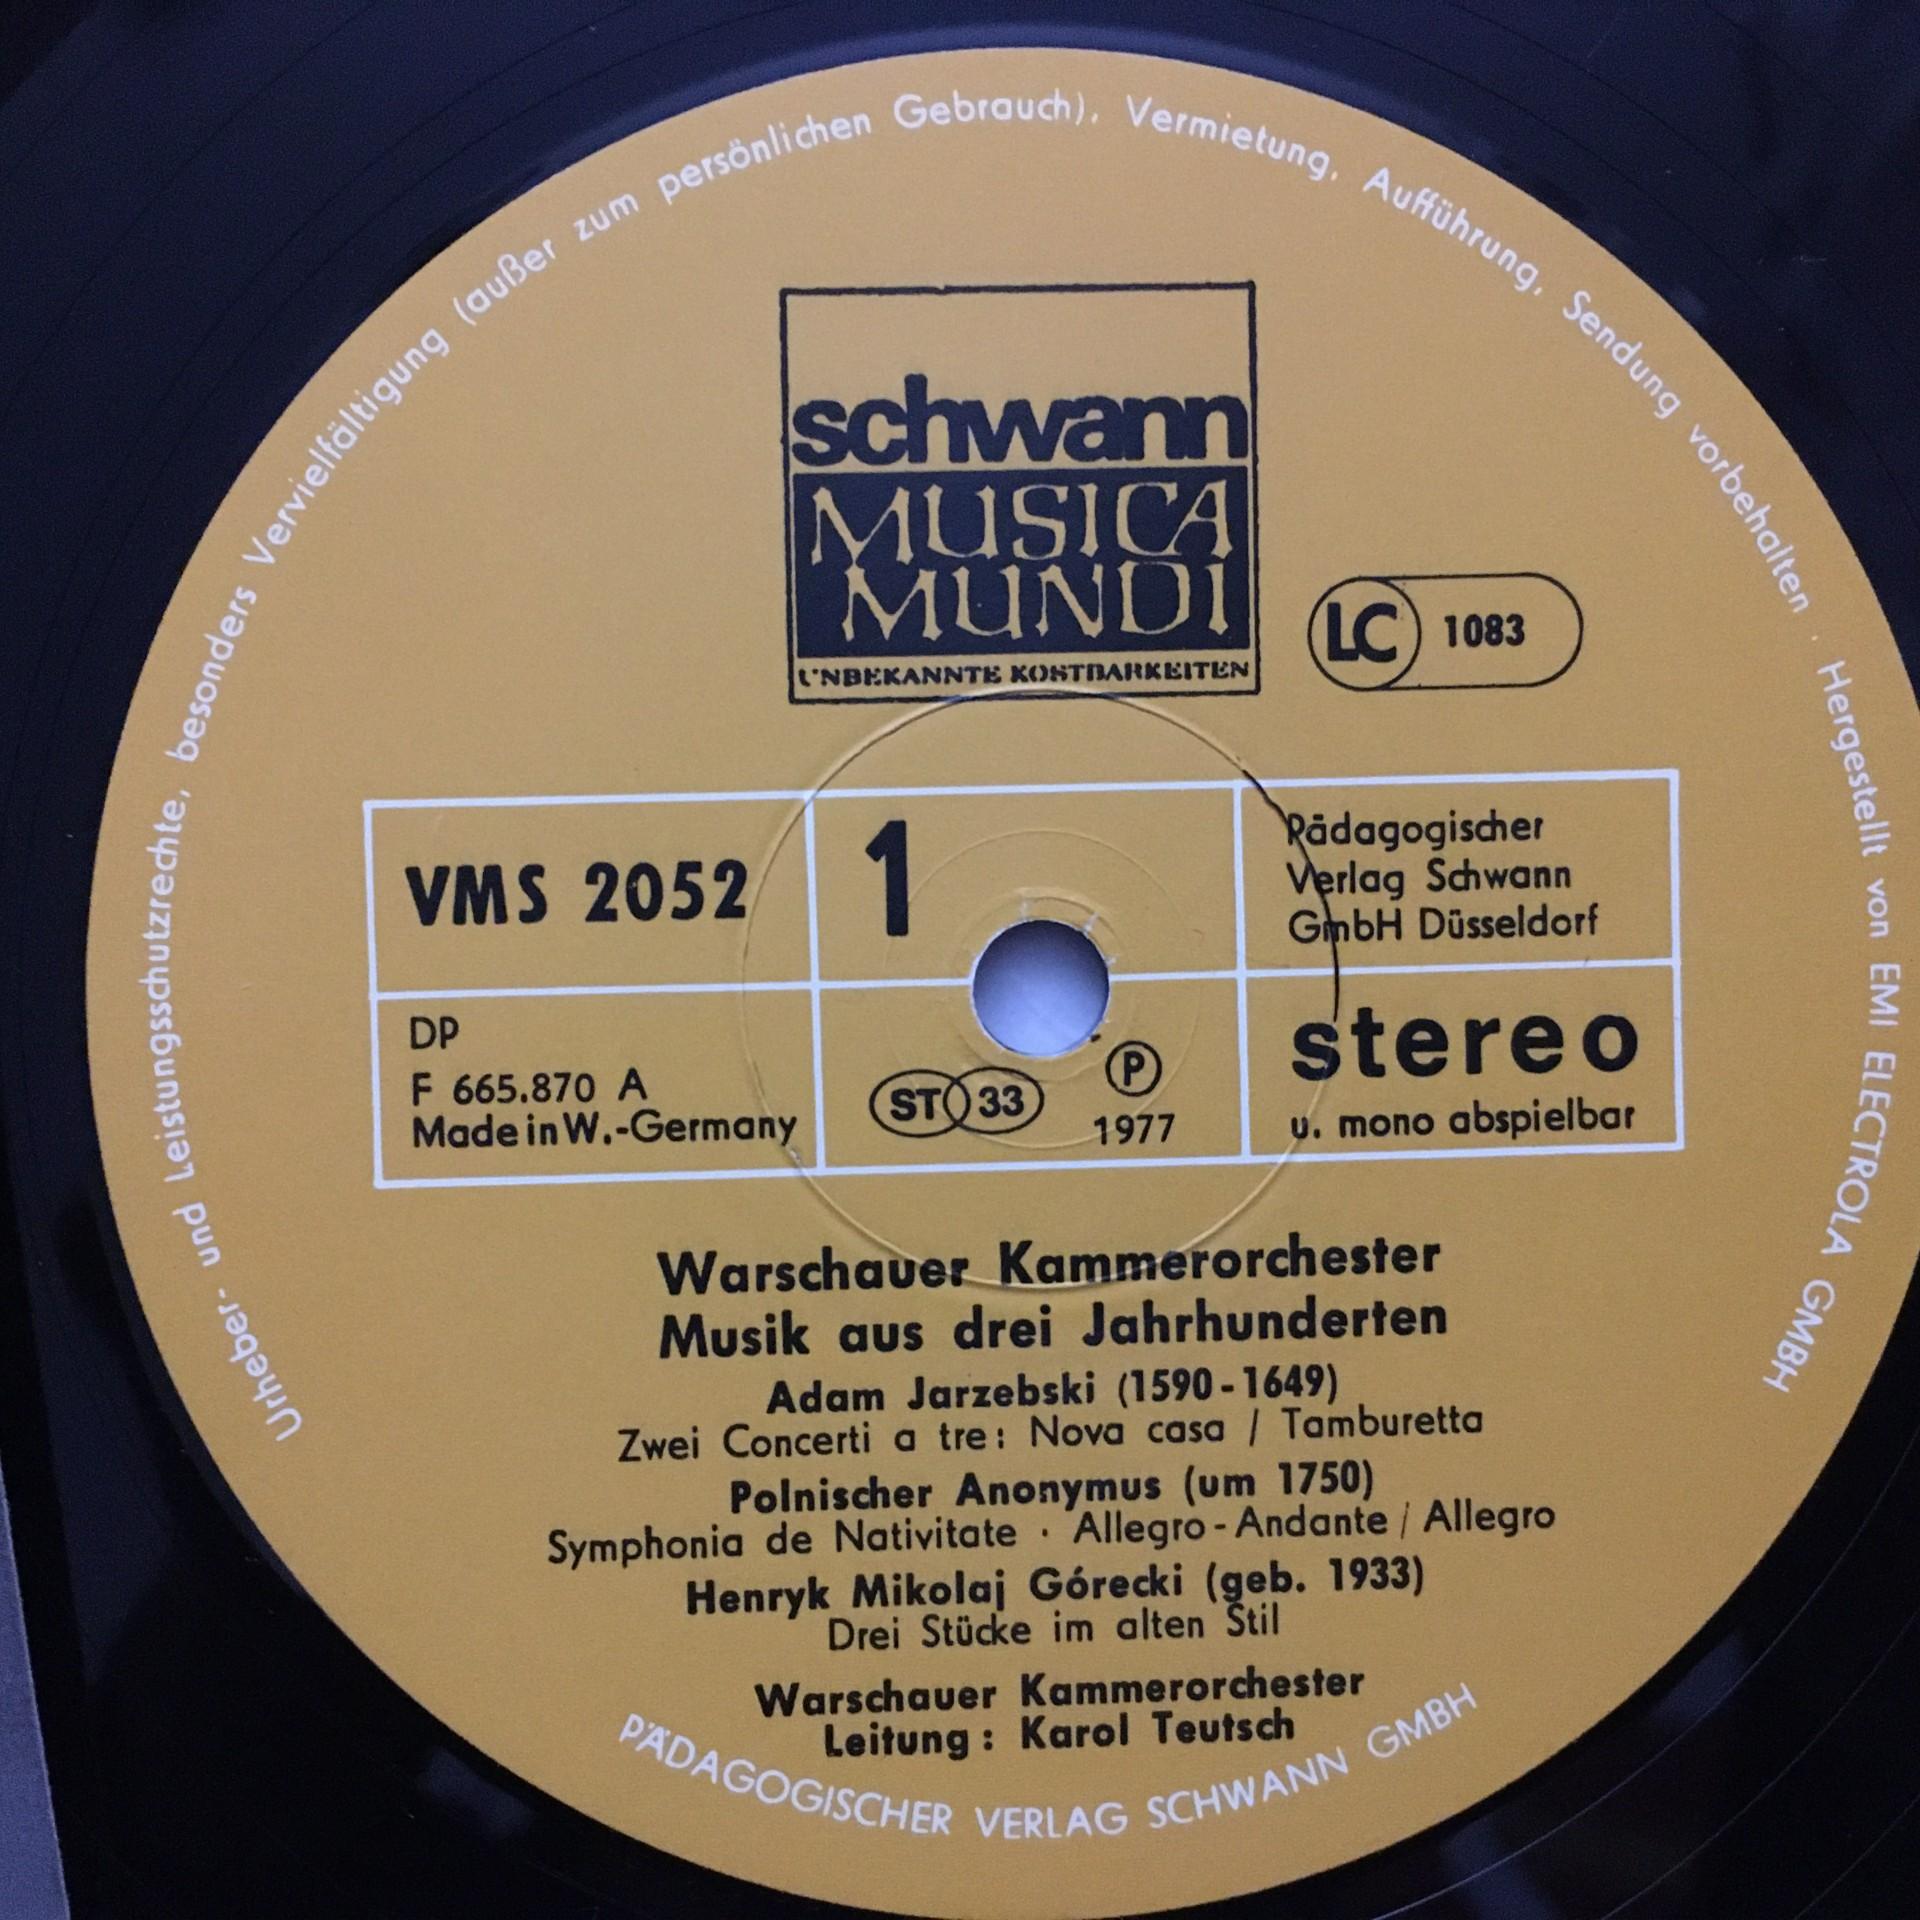 Urheber- und Leistungsschutzrechte, besonders Vervielfältigung (außer zum persönlichen Gebrauch), Vermietung, Aufführung, Sendung vorbehalten · Hergestellt von EMI ELECTROLA GMBH
schwann
MUSICA
MUNDI
UNBEKANNTE KOSTBARKEITEN
LC 1083
VMS 2052
1
Pädagogischer
Verlag Schwann
GmbH Düsseldorf
DP
F 665.870 A
Made in W.-Germany
ST 33
℗
1977
stereo
u. mono abspielbar
Warschauer Kammerorchester
Musik aus drei Jahrhunderten
Adam Jarzebski (1590-1649)
Zwei Concerti a tre: Nova casa / Tamburetta
Polnischer Anonymus (um 1750)
Symphonia de Nativitate · Allegro-Andante / Allegro
Henryk Mikolaj Górecki (geb. 1933)
Drei Stücke im alten Stil
Warschauer Kammerorchester
Leitung: Karol Teutsch
PÄDAGOGISCHER VERLAG SCHWANN GMBH